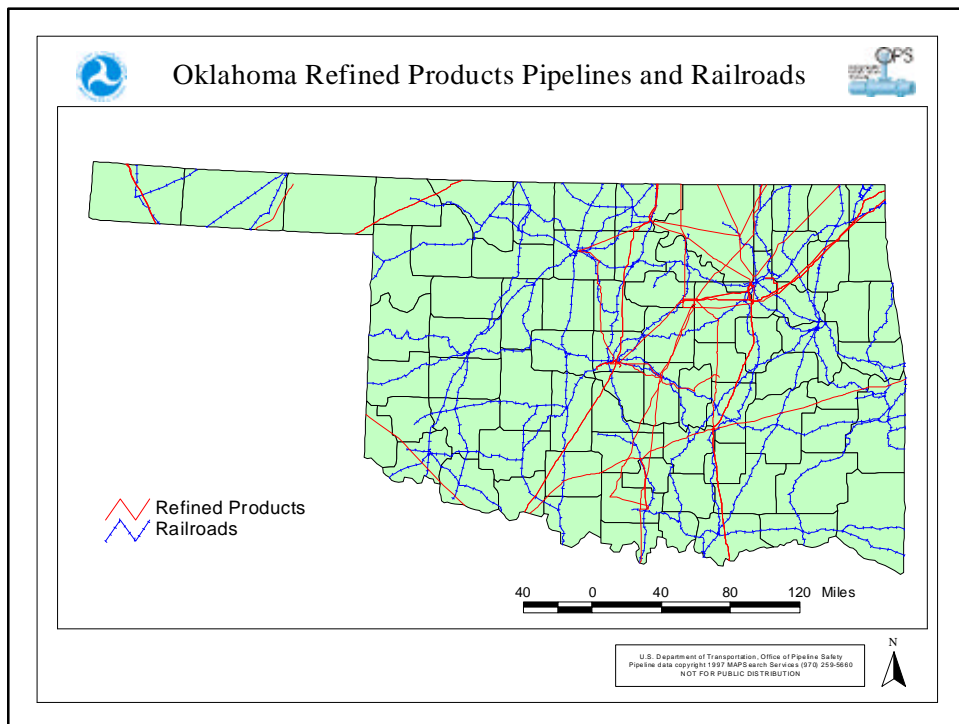 Oklahoma Refined Products Pipelines and Railroads
OPS
Refined Products
Railroads
40 0 40 80 120 Miles
U.S. Department of Transportation, Office of Pipeline Safety
Pipeline data copyright 1997 MAPSearch Services (970) 259-5660
NOT FOR PUBLIC DISTRIBUTION
N